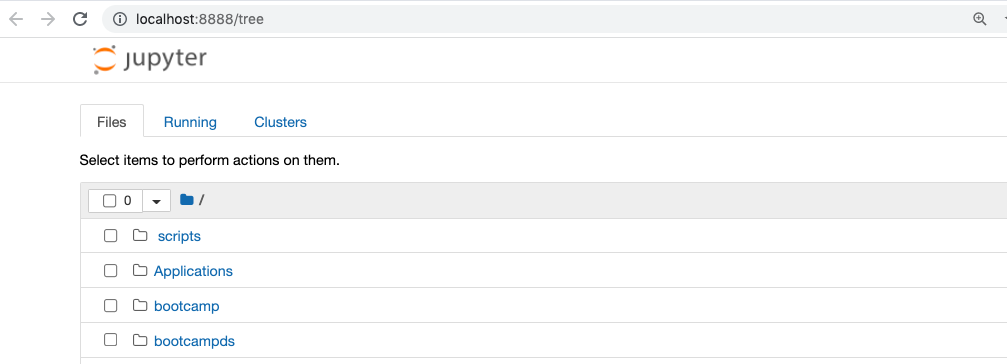 localhost:8888/tree
jupyter
Files Running Clusters
Select items to perform actions on them.
0 /
scripts
Applications
bootcamp
bootcampds